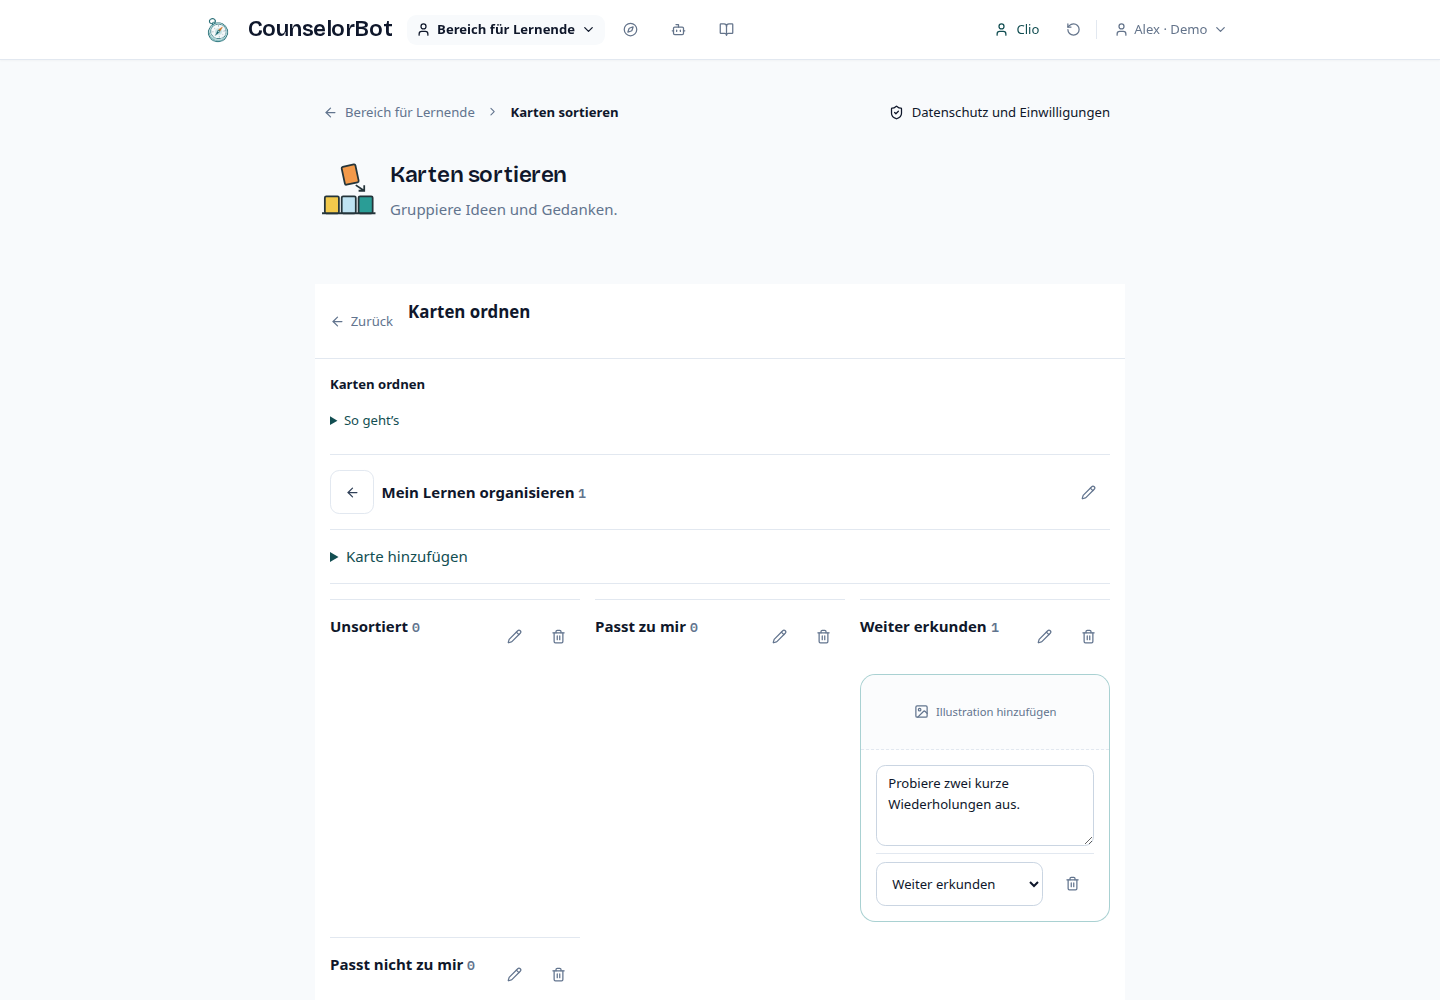 CounselorBot
Bereich für Lernende
Clio
Alex · Demo
Bereich für Lernende
Karten sortieren
Datenschutz und Einwilligungen
Karten sortieren
Gruppiere Ideen und Gedanken.
Zurück
Karten ordnen
Karten ordnen
So geht's
Mein Lernen organisieren 1
Karte hinzufügen
Unsortiert 0
Passt zu mir 0
Weiter erkunden 1
Illustration hinzufügen
Probiere zwei kurze
Wiederholungen aus.
Weiter erkunden
Passt nicht zu mir 0